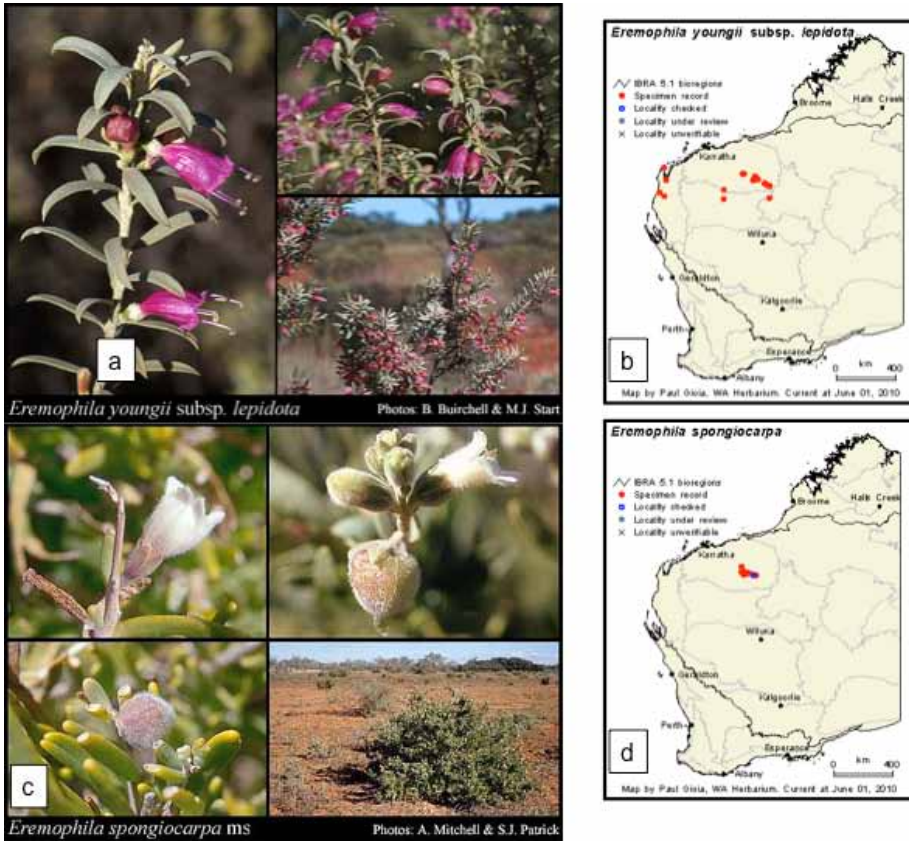 a
Eremophila youngii subsp. lepidota
Photos: B. Buirchell & M.J. Start
Eremophila youngii subsp. lepidota
IBRA 5.1 bioregions
Specimen record
Locality checked
Locality under review
Locality unverifiable
Broome
Halls Creek
Karratha
Wiluna
Geraldton
Kalgoorlie
Perth
Esperance
Albany
km
0 400
b
Map by Paul Gioia, WA Herbarium. Current at June 01, 2010
c
Eremophila spongiocarpa ms
Photos: A. Mitchell & S.J. Patrick
Eremophila spongiocarpa
IBRA 5.1 bioregions
Specimen record
Locality checked
Locality under review
Locality unverifiable
Broome
Halls Creek
Karratha
Wiluna
Geraldton
Kalgoorlie
Perth
Esperance
Albany
km
0 400
d
Map by Paul Gioia, WA Herbarium. Current at June 01, 2010